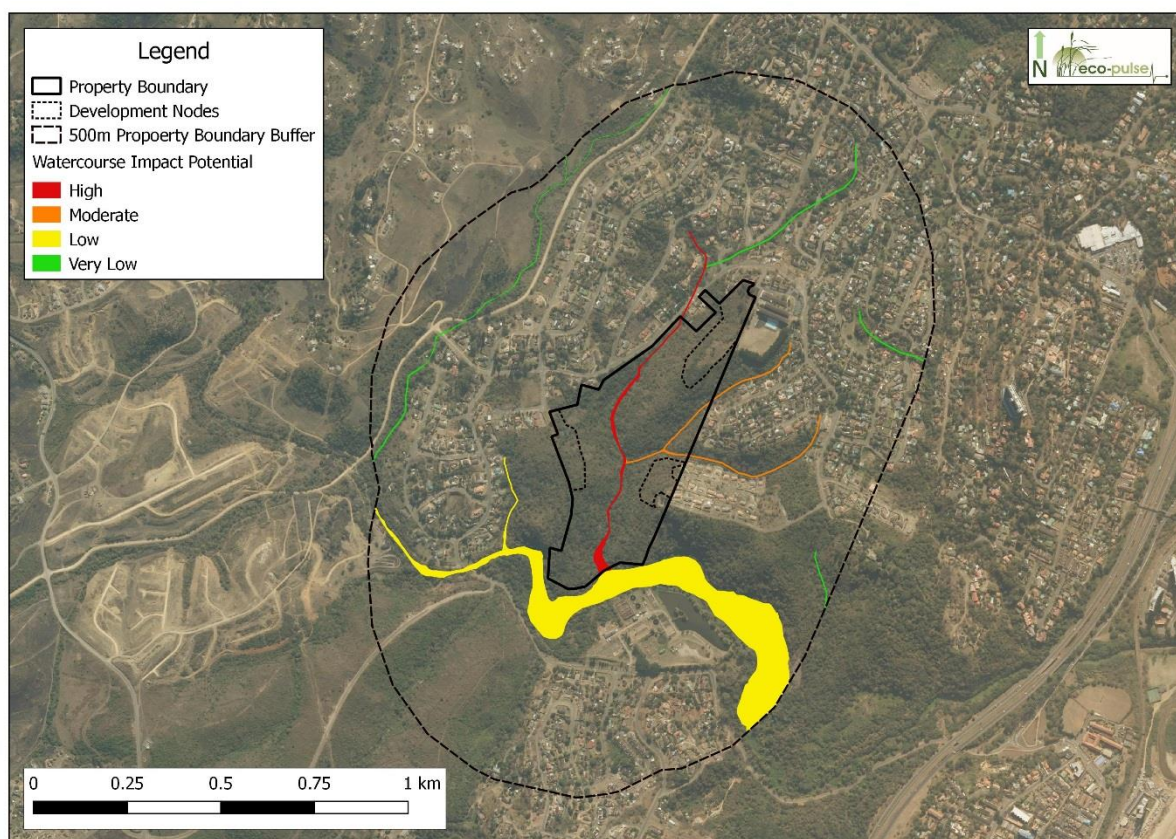 Legend
Property Boundary
Development Nodes
500m Propoerty Boundary Buffer
Watercourse Impact Potential
High
Moderate
Low
Very Low
N
eco-pulse
0 0.25 0.5 0.75 1 km